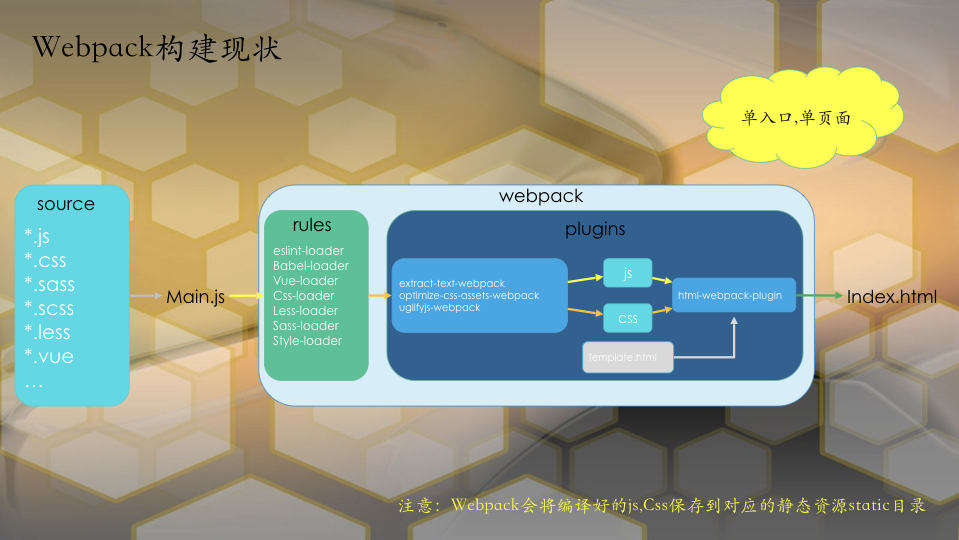 Webpack构建现状
单入口,单页面
source
*.js
*.css
*.sass
*.scss
*.less
*.vue
...
Main.js
webpack
rules
eslint-loader
Babel-loader
Vue-loader
Css-loader
Less-loader
Sass-loader
Style-loader
plugins
extract-text-webpack
optimize-css-assets-webpack
uglifyjs-webpack
js
css
Template.html
html-webpack-plugin
Index.html
注意：Webpack会将编译好的js,Css保存到对应的静态资源static目录